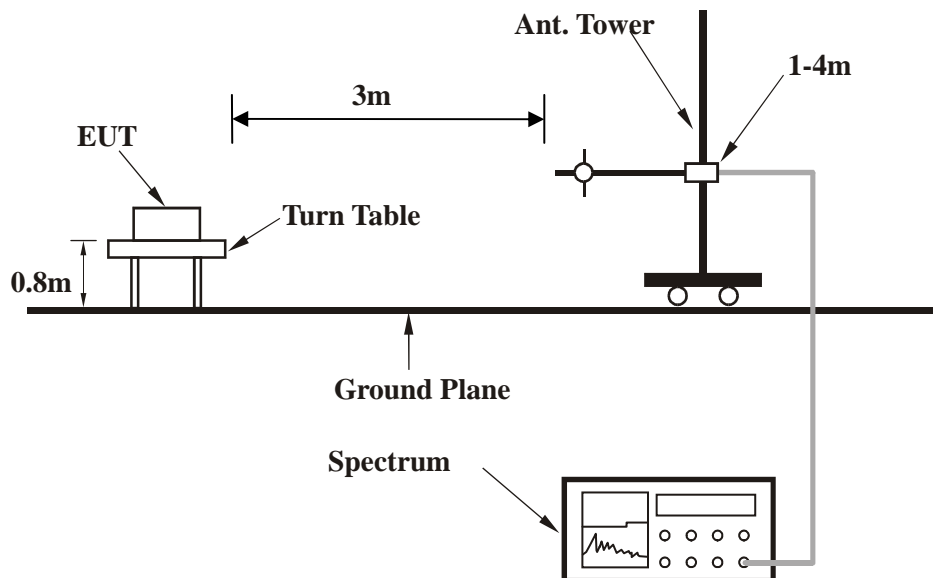 Ant. Tower
1-4m
3m
EUT
Turn Table
0.8m
Ground Plane
Spectrum